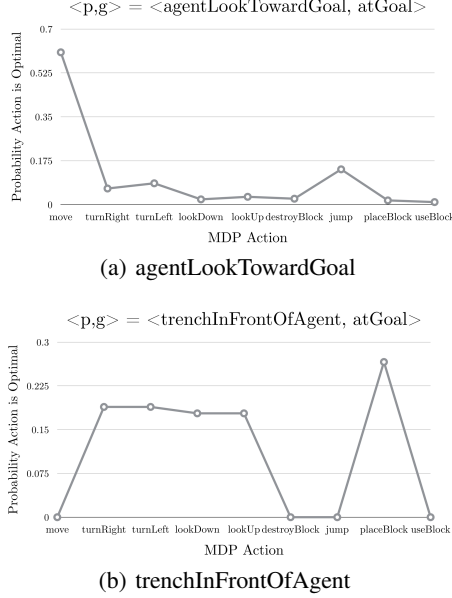 <p,g> = <agentLookTowardGoal, atGoal>
0.7
0.525
0.35
0.175
0
Probability Action is Optimal
move turnRight turnLeft lookDown lookUp destroyBlock jump placeBlock useBlock
MDP Action
(a) agentLookTowardGoal
<p,g> = <trenchInFrontOfAgent, atGoal>
0.3
0.225
0.15
0.075
0
Probability Action is Optimal
move turnRight turnLeft lookDown lookUp destroyBlock jump placeBlock useBlock
MDP Action
(b) trenchInFrontOfAgent